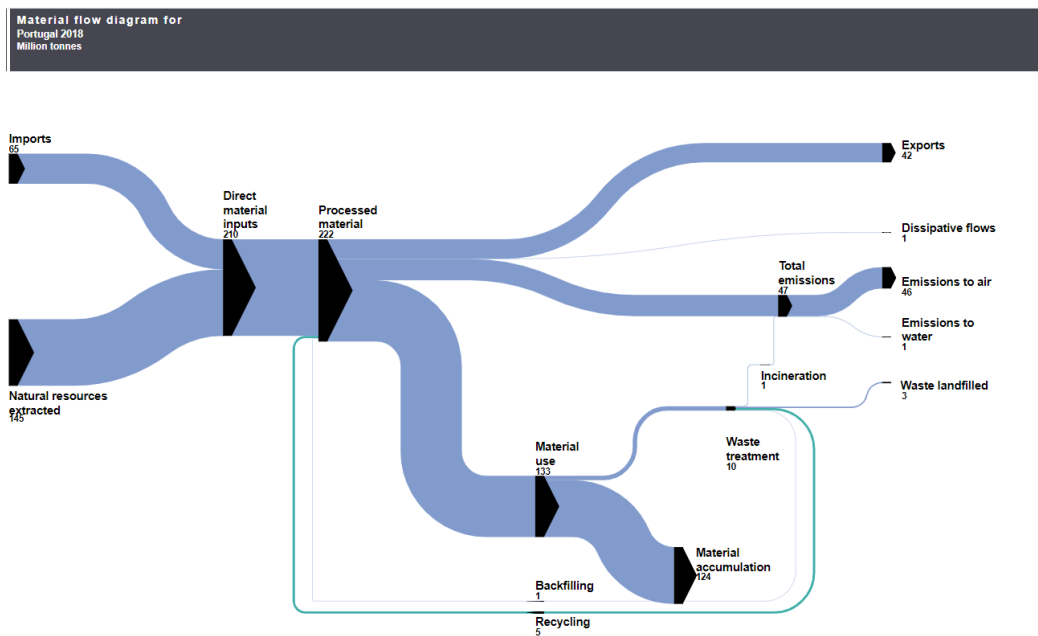 Material flow diagram for
Portugal 2018
Million tonnes
Imports
65
Exports
42
Direct
material
inputs
210
Processed
material
222
Dissipative flows
1
Total
emissions
47
Emissions to air
46
Emissions to
water
1
Incineration
1
Waste landfilled
3
Natural resources
extracted
145
Material
use
133
Waste
treatment
10
Material
accumulation
124
Backfilling
1
Recycling
5